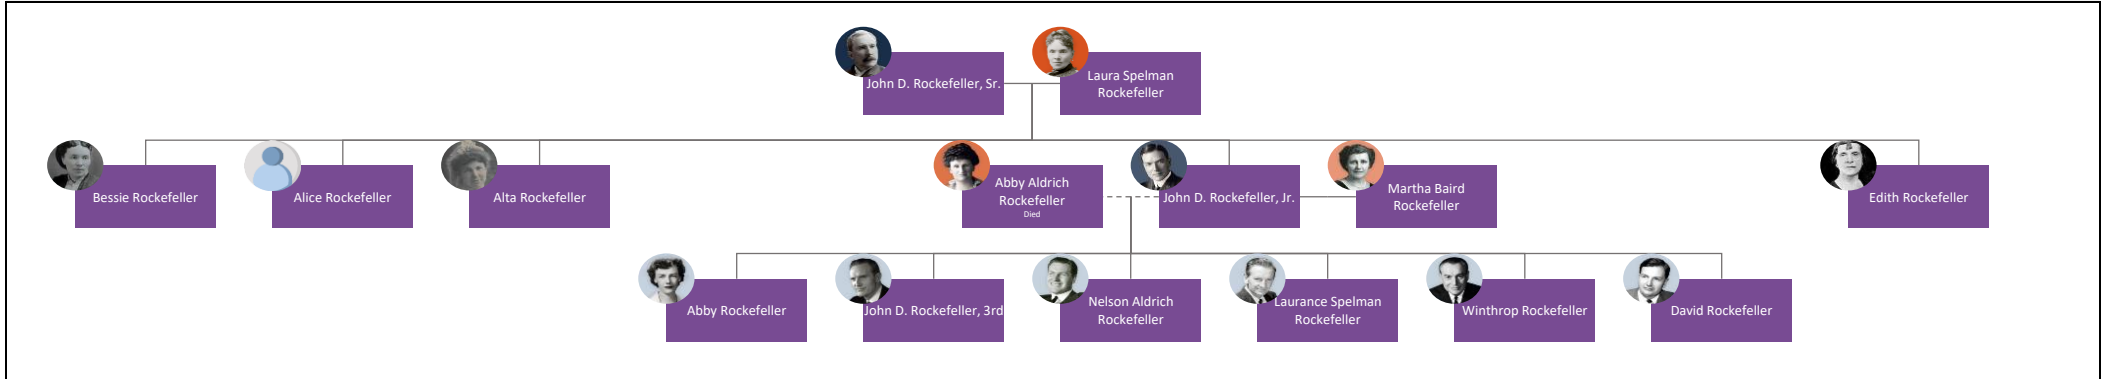 John D. Rockefeller, Sr.
Laura Spelman
Rockefeller
Bessie Rockefeller
Alice Rockefeller
Alta Rockefeller
Abby Aldrich
Rockefeller
Died
John D. Rockefeller, Jr.
Martha Baird
Rockefeller
Edith Rockefeller
Abby Rockefeller
John D. Rockefeller, 3rd
Nelson Aldrich
Rockefeller
Laurance Spelman
Rockefeller
Winthrop Rockefeller
David Rockefeller